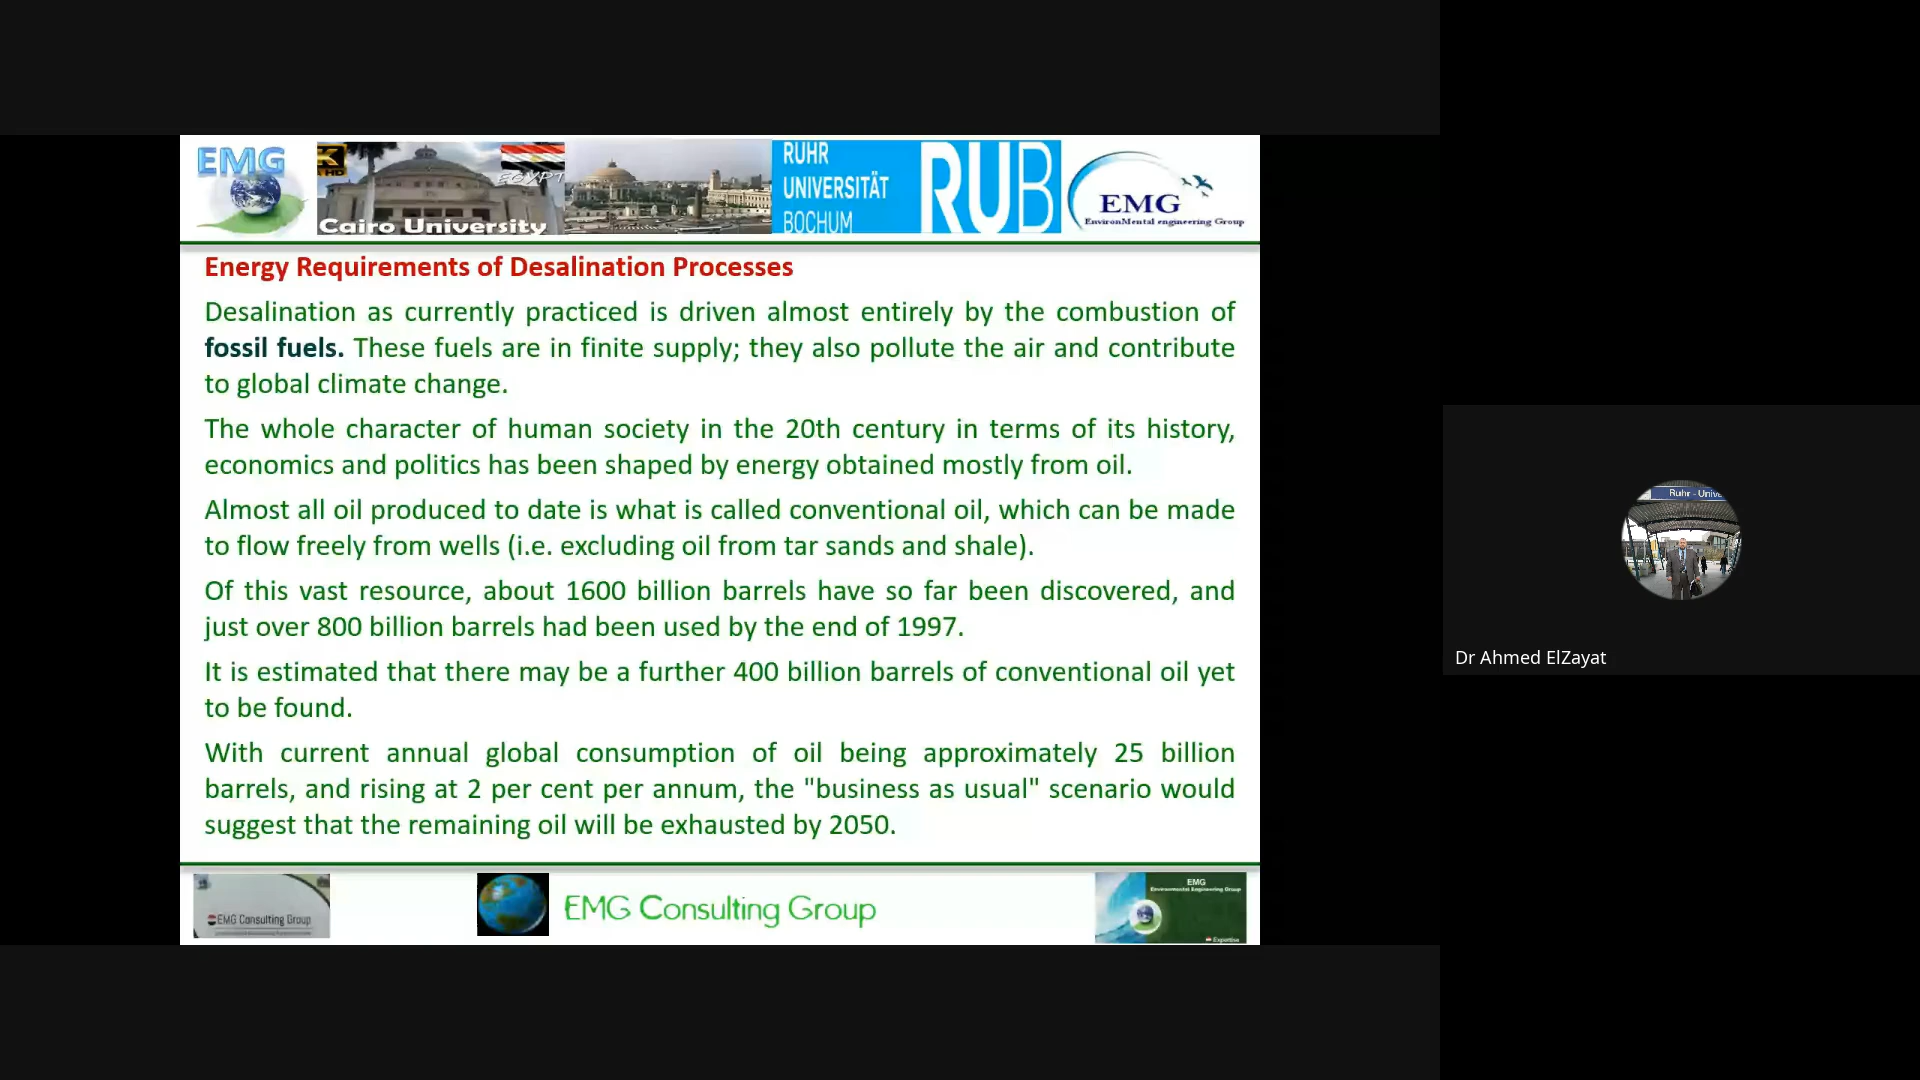 EMG
K
HD
EGYPT
Cairo University
RUHR
UNIVERSITÄT
BOCHUM
RUB
EMG
EnvironMental engineering Group
Energy Requirements of Desalination Processes
Desalination as currently practiced is driven almost entirely by the combustion of
fossil fuels. These fuels are in finite supply; they also pollute the air and contribute
to global climate change.
The whole character of human society in the 20th century in terms of its history,
economics and politics has been shaped by energy obtained mostly from oil.
Almost all oil produced to date is what is called conventional oil, which can be made
to flow freely from wells (i.e. excluding oil from tar sands and shale).
Of this vast resource, about 1600 billion barrels have so far been discovered, and
just over 800 billion barrels had been used by the end of 1997.
It is estimated that there may be a further 400 billion barrels of conventional oil yet
to be found.
With current annual global consumption of oil being approximately 25 billion
barrels, and rising at 2 per cent per annum, the "business as usual" scenario would
suggest that the remaining oil will be exhausted by 2050.
EMG Consulting Group
EMG Consulting Group
EMG
Environmental Engineering Group
Expertise
Ruhr - Unive
Dr Ahmed ElZayat